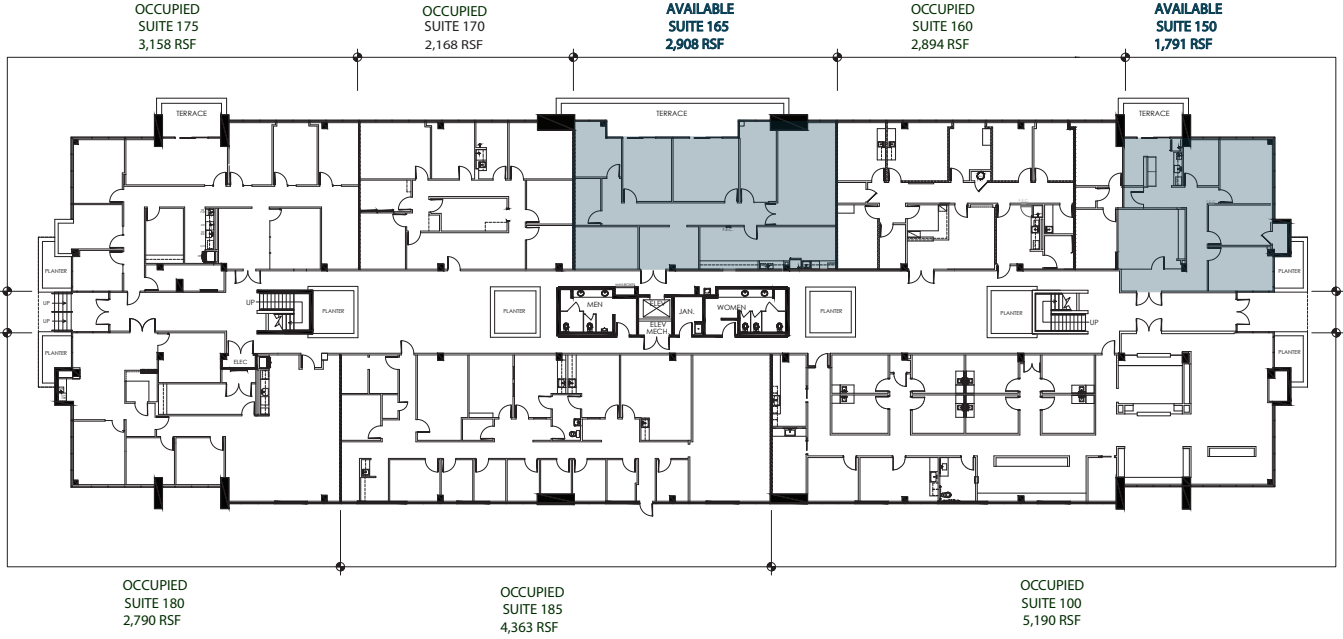 OCCUPIED
SUITE 175
3,158 RSF
OCCUPIED
SUITE 170
2,168 RSF
AVAILABLE
SUITE 165
2,908 RSF
OCCUPIED
SUITE 160
2,894 RSF
AVAILABLE
SUITE 150
1,791 RSF
TERRACE
TERRACE
TERRACE
PLANTER
PLANTER
UP
UP
UP
PLANTER
PLANTER
MEN
ELEV
ELEV
MECH.
JAN.
WOMEN
PLANTER
PLANTER
UP
PLANTER
PLANTER
ELEC
OCCUPIED
SUITE 180
2,790 RSF
OCCUPIED
SUITE 185
4,363 RSF
OCCUPIED
SUITE 100
5,190 RSF